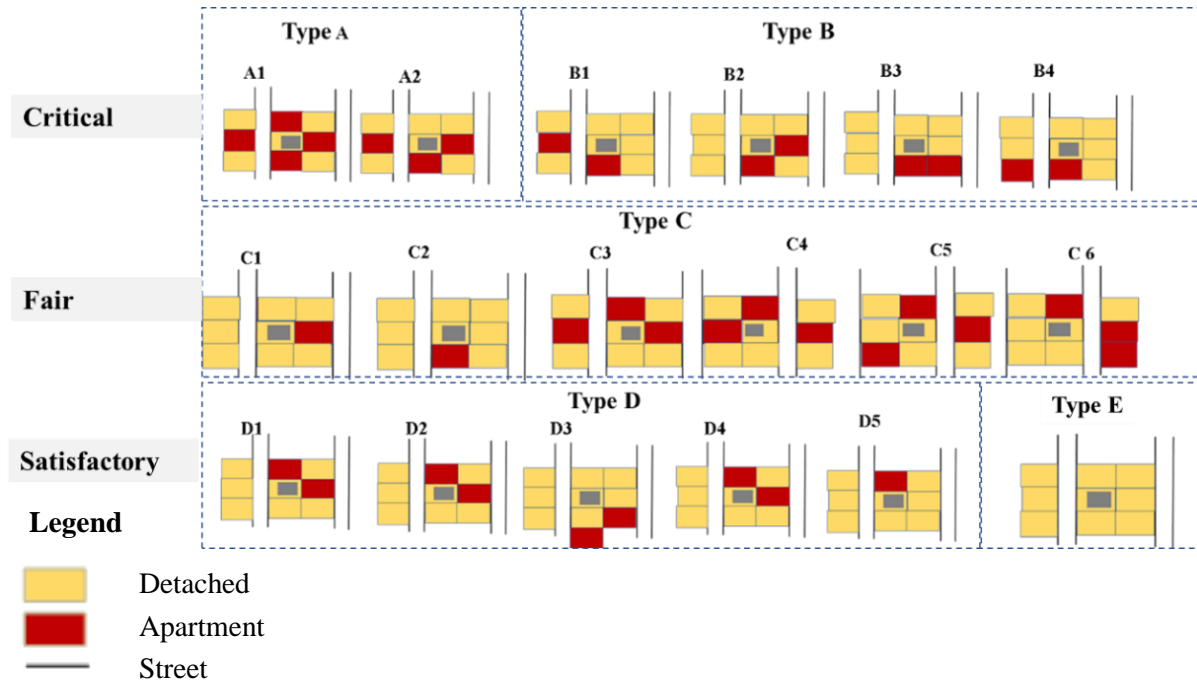 Type A
Type B
A1
A2
B1
B2
B3
B4
Critical
Type C
C1
C2
C3
C4
C5
C 6
Fair
Type D
Type E
D1
D2
D3
D4
D5
Satisfactory
Legend
Detached
Apartment
Street